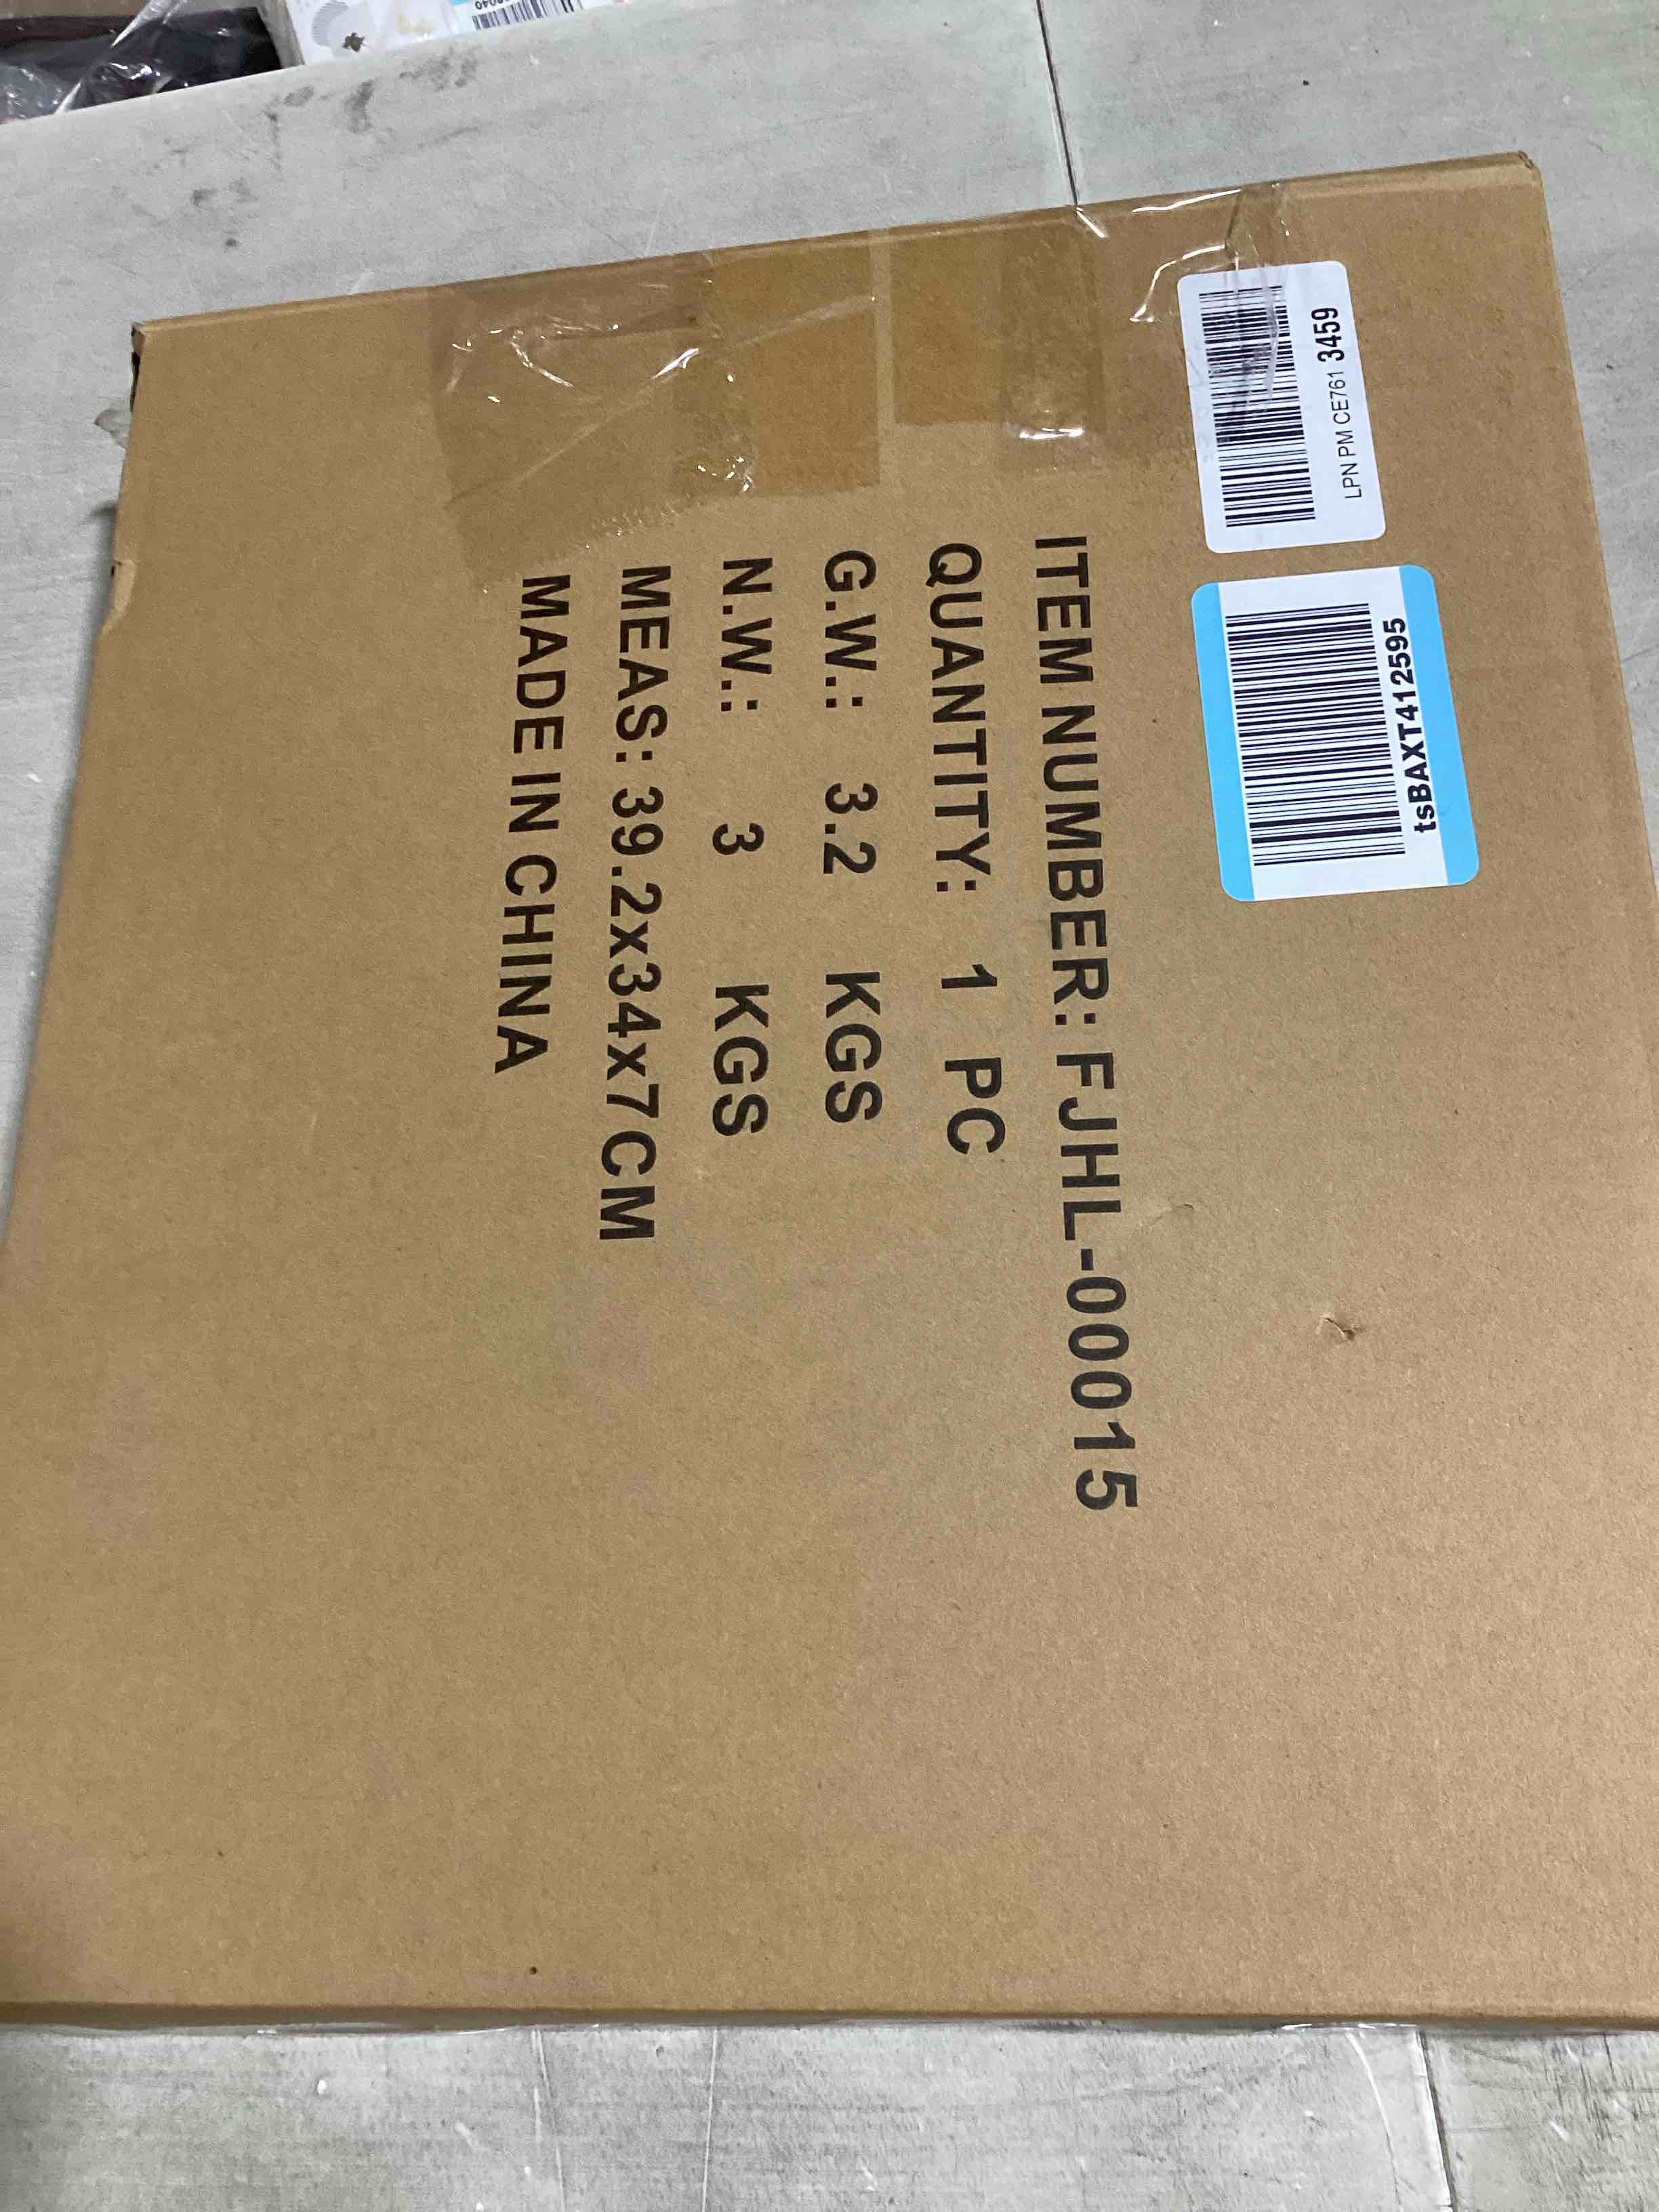 LPN PM CE761 3459
tsBAXT412595
ITEM NUMBER: FJHL-00015
QUANTITY: 1 PC
G.W.: 3.2 KGS
N.W.: 3 KGS
MEAS: 39.2x34x7CM
MADE IN CHINA